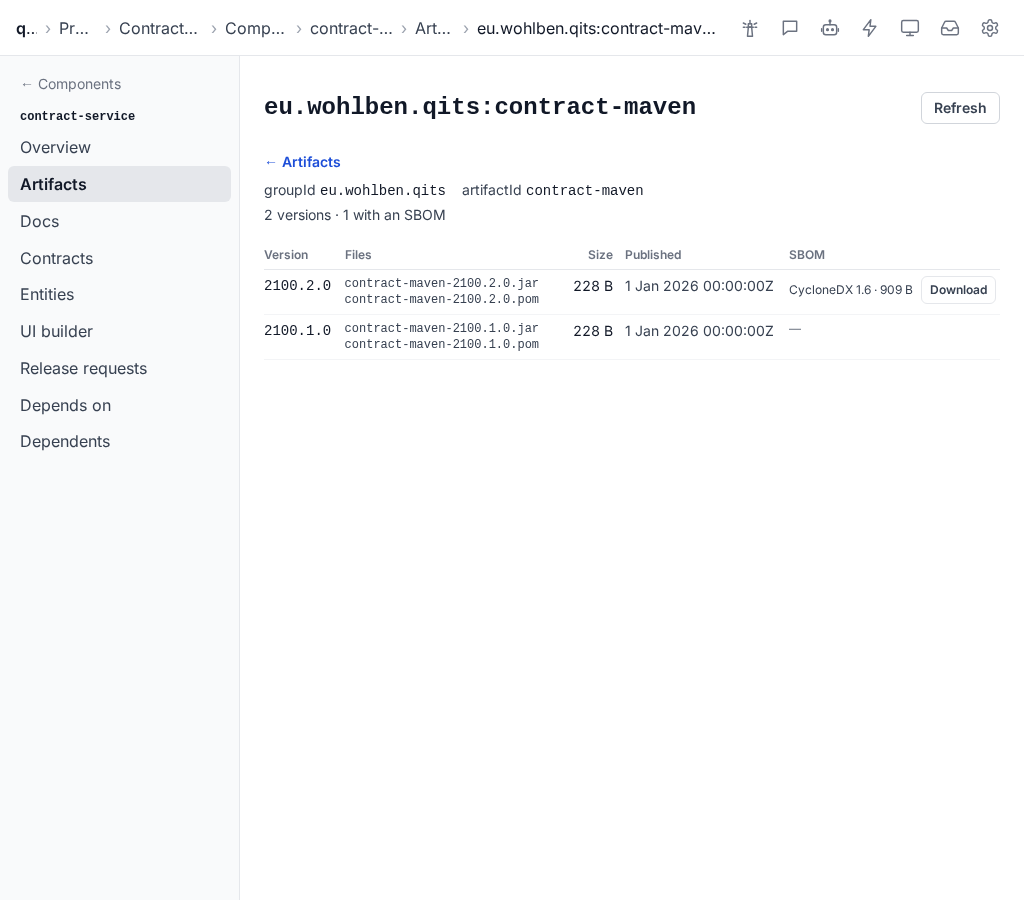 q... › Pr... › Contract... › Comp... › contract-... › Art... › eu.wohlben.qits:contract-mav...
← Components
contract-service
Overview
Artifacts
Docs
Contracts
Entities
UI builder
Release requests
Depends on
Dependents
eu.wohlben.qits:contract-maven
Refresh
← Artifacts
groupId eu.wohlben.qits artifactId contract-maven
2 versions · 1 with an SBOM
Version Files Size Published SBOM
2100.2.0 contract-maven-2100.2.0.jar 228 B 1 Jan 2026 00:00:00Z CycloneDX 1.6 · 909 B Download
contract-maven-2100.2.0.pom
2100.1.0 contract-maven-2100.1.0.jar 228 B 1 Jan 2026 00:00:00Z —
contract-maven-2100.1.0.pom